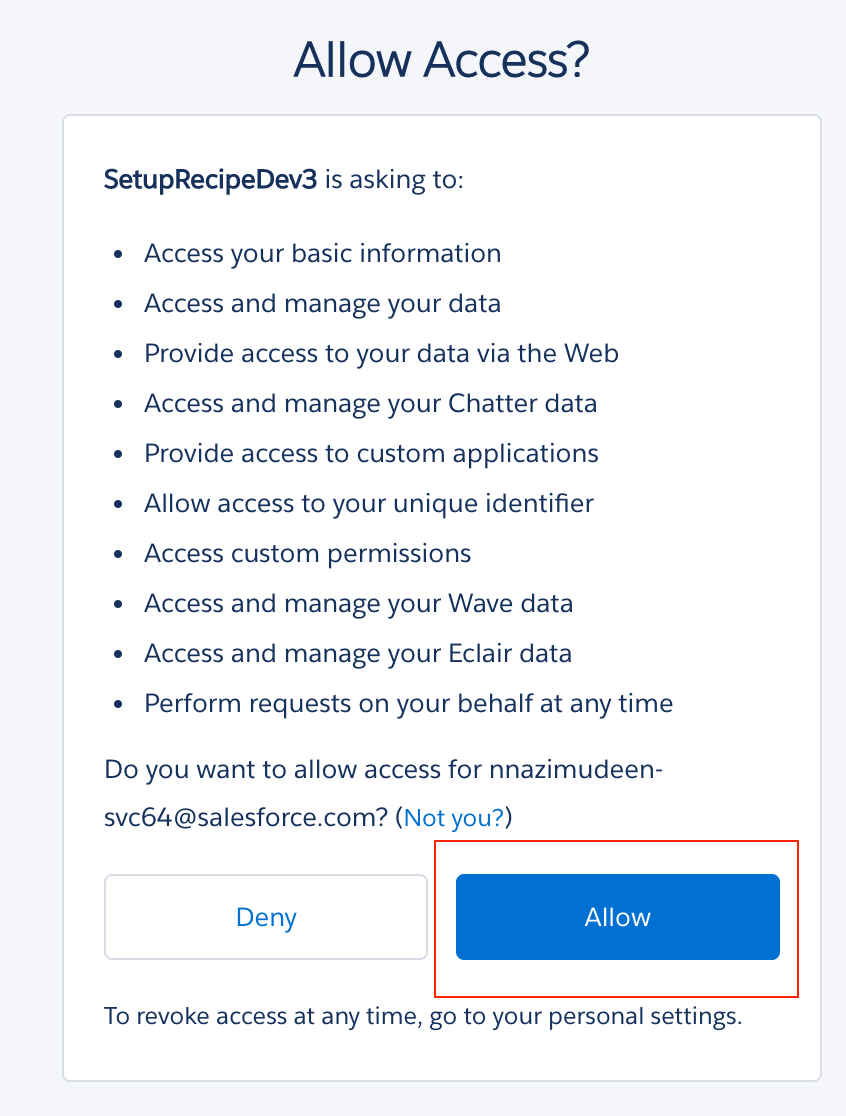 Allow Access?
SetupRecipeDev3 is asking to:
• Access your basic information
• Access and manage your data
• Provide access to your data via the Web
• Access and manage your Chatter data
• Provide access to custom applications
• Allow access to your unique identifier
• Access custom permissions
• Access and manage your Wave data
• Access and manage your Eclair data
• Perform requests on your behalf at any time
Do you want to allow access for nnazimudeen-
svc64@salesforce.com? (Not you?)
Deny
Allow
To revoke access at any time, go to your personal settings.